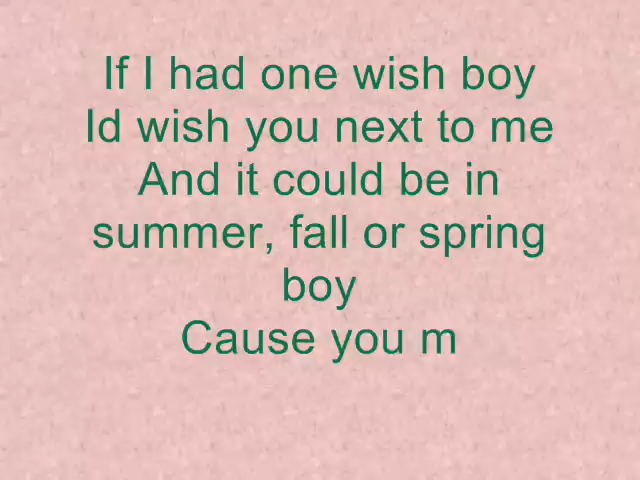 If I had one wish boy
Id wish you next to me
And it could be in
summer, fall or spring
boy
Cause you m